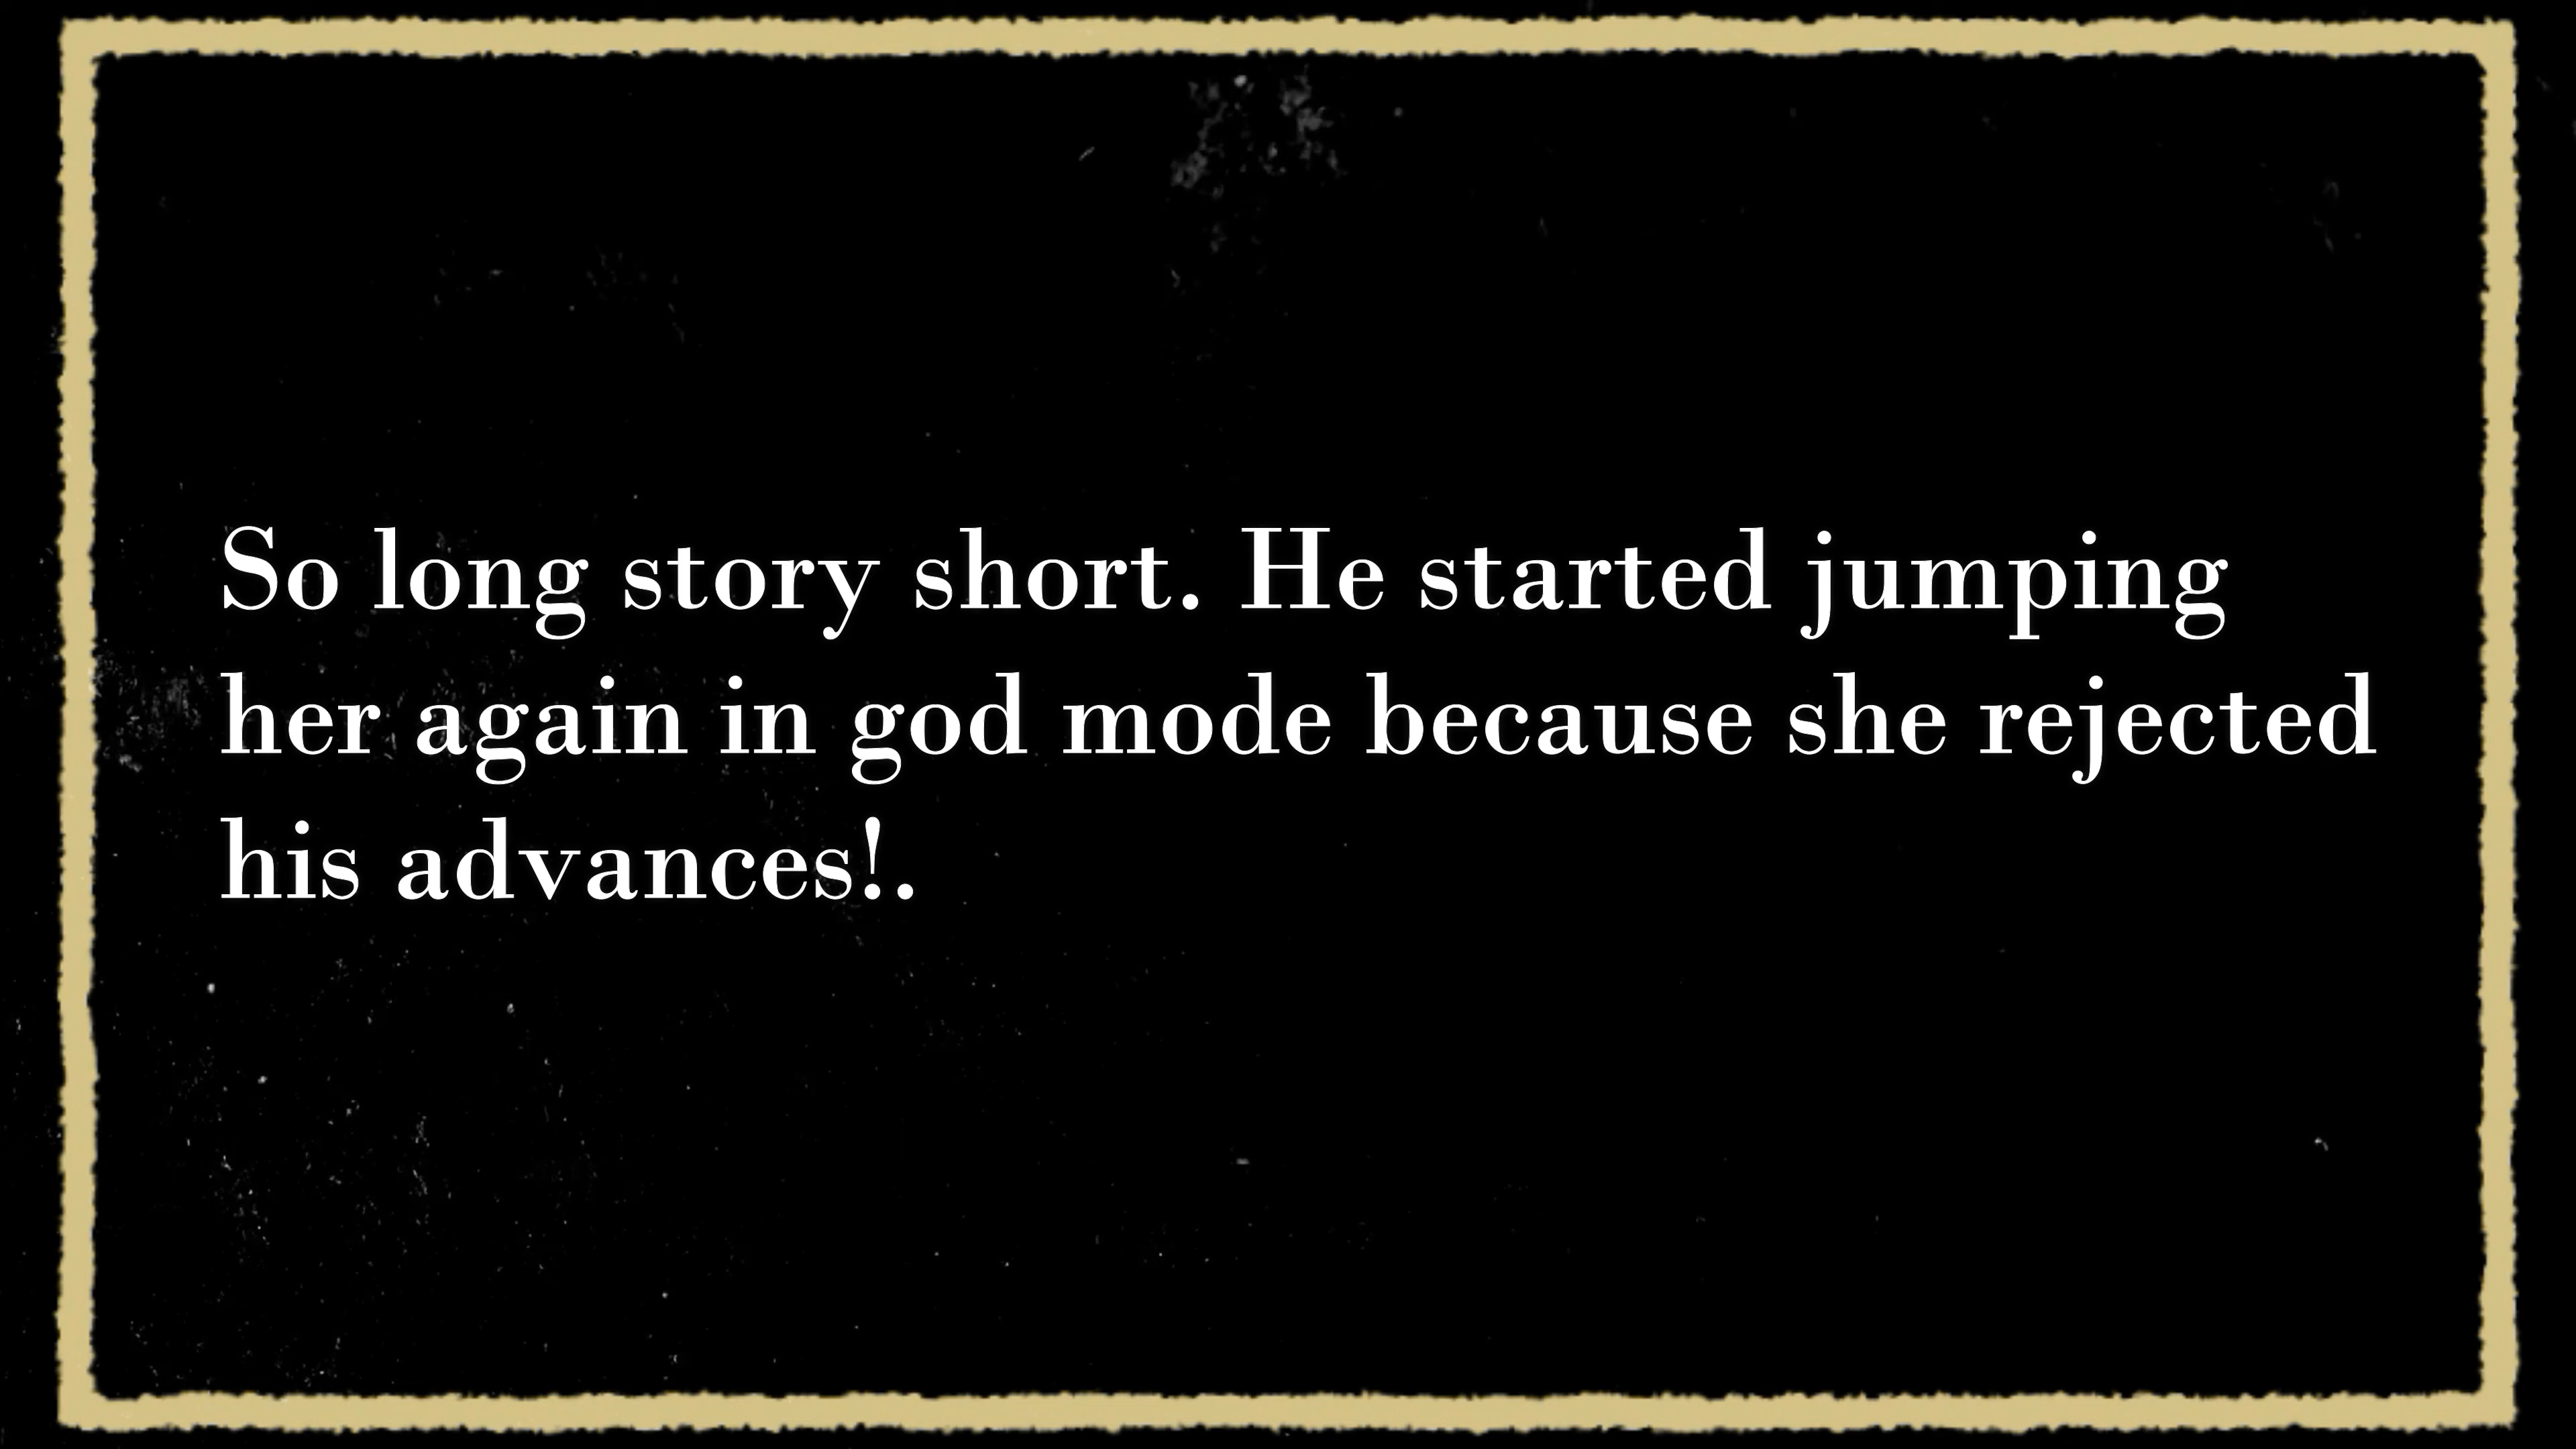 So long story short. He started jumping
her again in god mode because she rejected
his advances!.